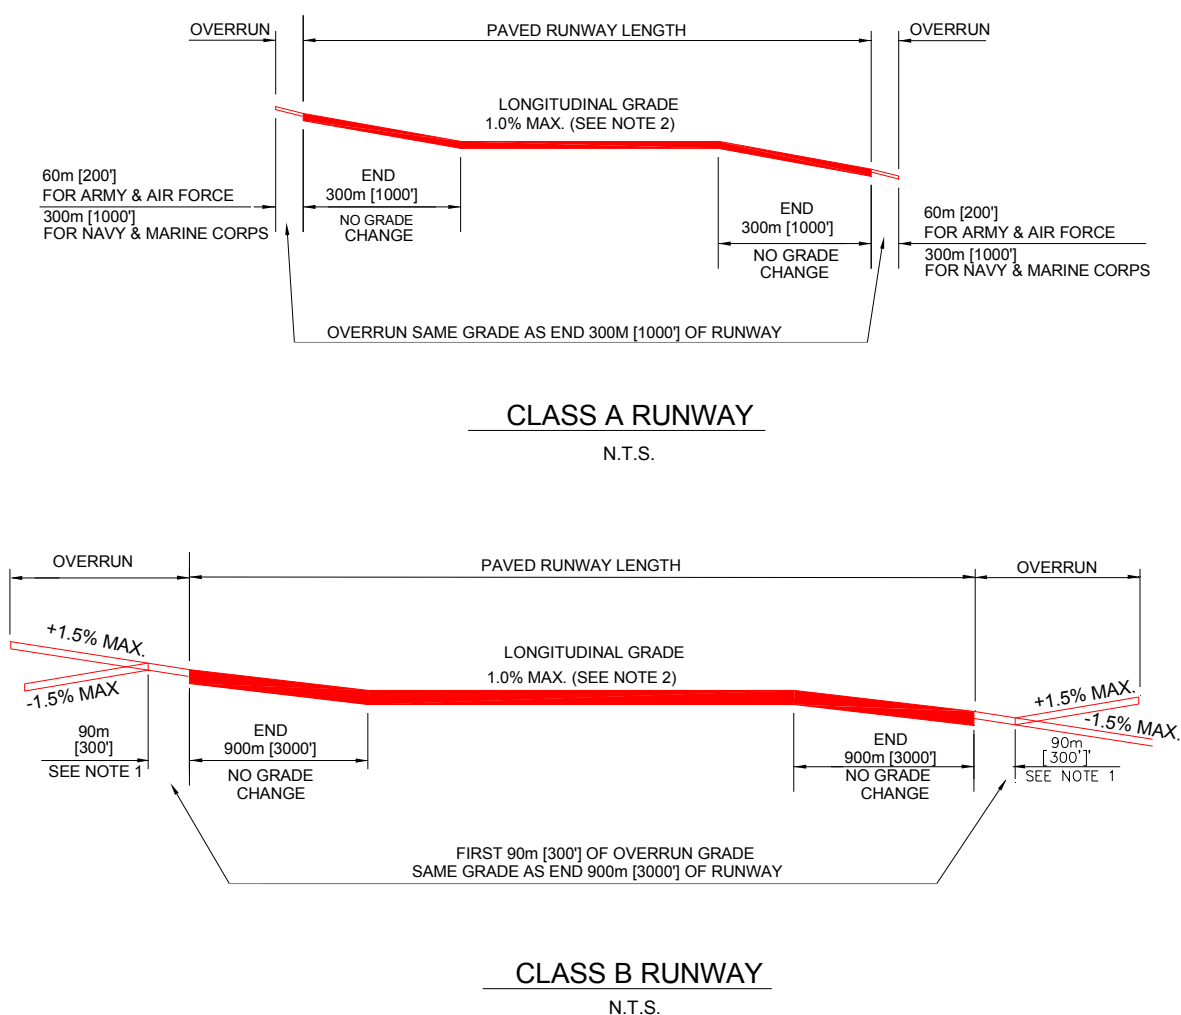 OVERRUN
PAVED RUNWAY LENGTH
OVERRUN
LONGITUDINAL GRADE
1.0% MAX. (SEE NOTE 2)
60m [200']
FOR ARMY & AIR FORCE
300m [1000']
FOR NAVY & MARINE CORPS
END
300m [1000']
NO GRADE
CHANGE
END
300m [1000']
NO GRADE
CHANGE
60m [200']
FOR ARMY & AIR FORCE
300m [1000']
FOR NAVY & MARINE CORPS
OVERRUN SAME GRADE AS END 300M [1000'] OF RUNWAY
CLASS A RUNWAY
N.T.S.
OVERRUN
PAVED RUNWAY LENGTH
OVERRUN
+1.5% MAX.
-1.5% MAX
LONGITUDINAL GRADE
1.0% MAX. (SEE NOTE 2)
+1.5% MAX.
-1.5% MAX.
90m
[300']
SEE NOTE 1
END
900m [3000']
NO GRADE
CHANGE
END
900m [3000']
NO GRADE
CHANGE
90m
[300']'
SEE NOTE 1
FIRST 90m [300'] OF OVERRUN GRADE
SAME GRADE AS END 900m [3000'] OF RUNWAY
CLASS B RUNWAY
N.T.S.